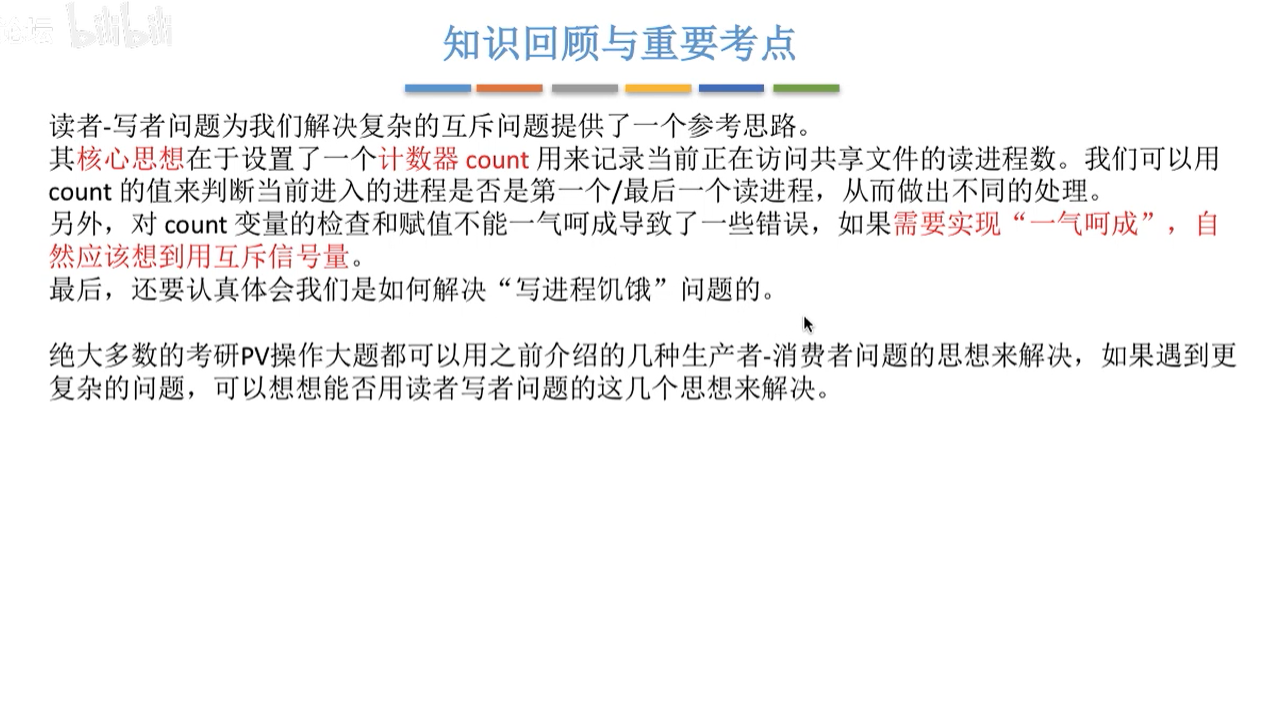 论坛 bilibili
知识回顾与重要考点
读者-写者问题为我们解决复杂的互斥问题提供了一个参考思路。
其核心思想在于设置了一个计数器 count 用来记录当前正在访问共享文件的读进程数。我们可以用
count 的值来判断当前进入的进程是否是第一个/最后一个读进程，从而做出不同的处理。
另外，对 count 变量的检查和赋值不能一气呵成导致了一些错误，如果需要实现“一气呵成”，自
然应该想到用互斥信号量。
最后，还要认真体会我们是如何解决“写进程饥饿”问题的。
绝大多数的考研PV操作大题都可以用之前介绍的几种生产者-消费者问题的思想来解决，如果遇到更
复杂的问题，可以想想能否用读者写者问题的这几个思想来解决。